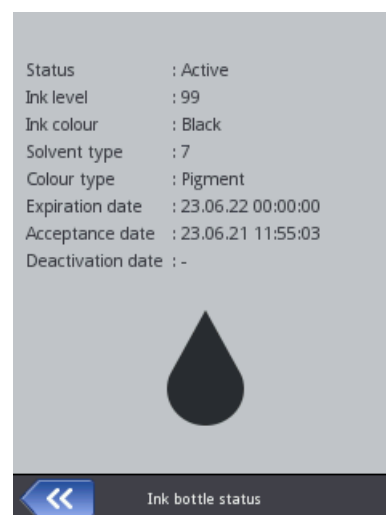 Status : Active
Ink level : 99
Ink colour : Black
Solvent type : 7
Colour type : Pigment
Expiration date : 23.06.22 00:00:00
Acceptance date : 23.06.21 11:55:03
Deactivation date : -
Ink bottle status